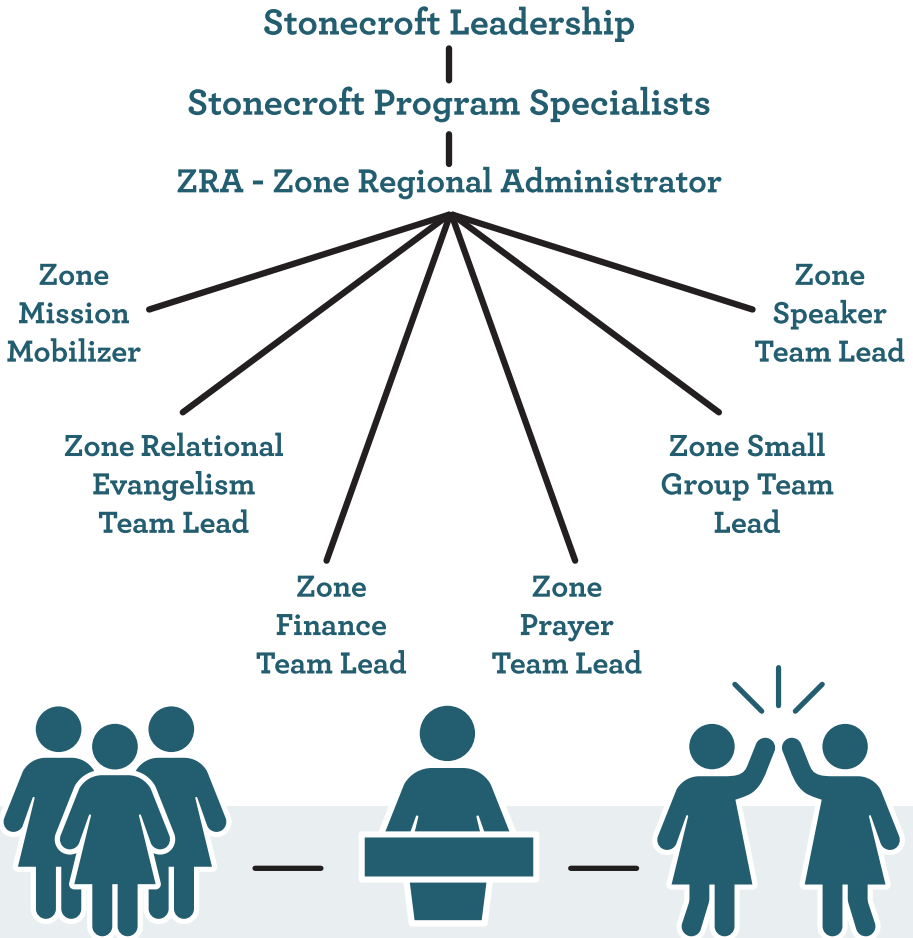 Stonecroft Leadership
Stonecroft Program Specialists
ZRA - Zone Regional Administrator
Zone
Mission
Mobilizer
Zone
Speaker
Team Lead
Zone Relational
Evangelism
Team Lead
Zone Small
Group Team
Lead
Zone
Finance
Team Lead
Zone
Prayer
Team Lead